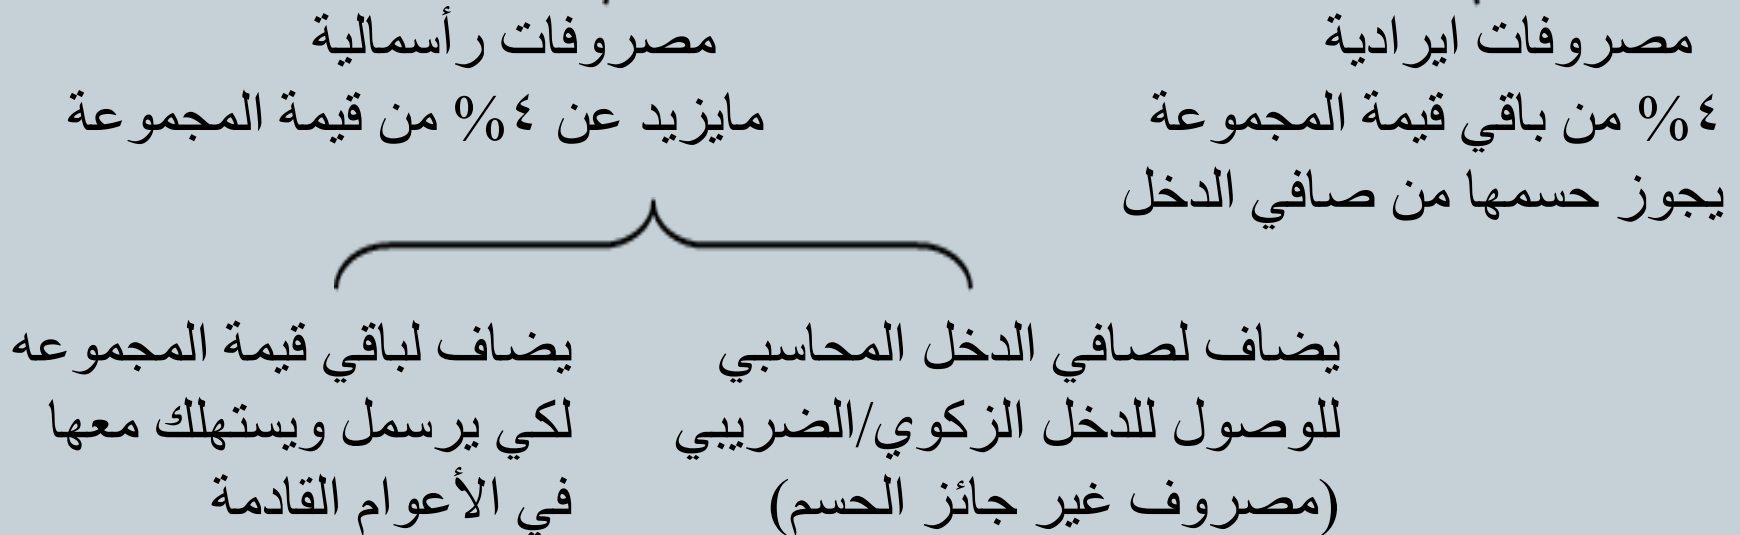 مصروفات ايرادية
٤% من باقي قيمة المجموعة
يجوز حسمها من صافي الدخل
مصروفات رأسمالية
مايزيد عن ٤% من قيمة المجموعة
يضاف لصافي الدخل المحاسبي
للوصول للدخل الزكوي/الضريبي
(مصروف غير جائز الحسم)
يضاف لباقي قيمة المجموعه
لكي يرسمل ويستهلك معها
في الأعوام القادمة